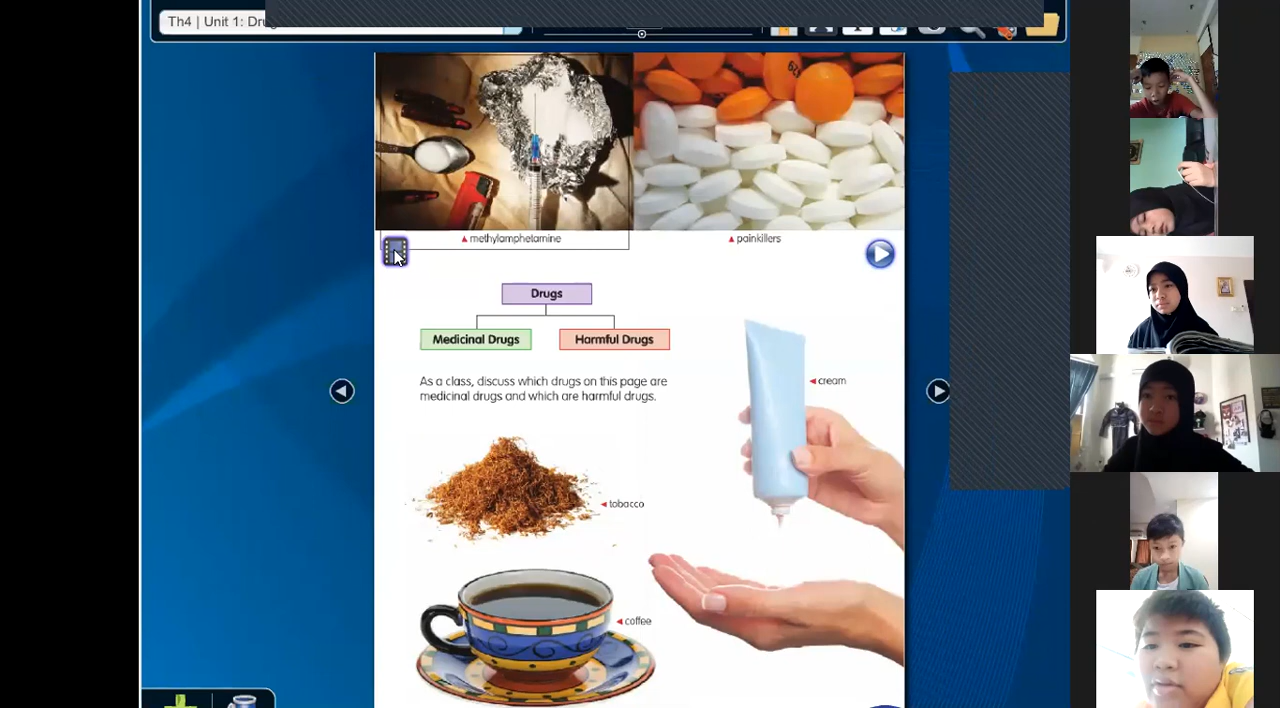 Th4 | Unit 1: Drug
methylamphetamine
painkillers
Drugs
Medicinal Drugs
Harmful Drugs
As a class, discuss which drugs on this page are
medicinal drugs and which are harmful drugs.
cream
tobacco
coffee